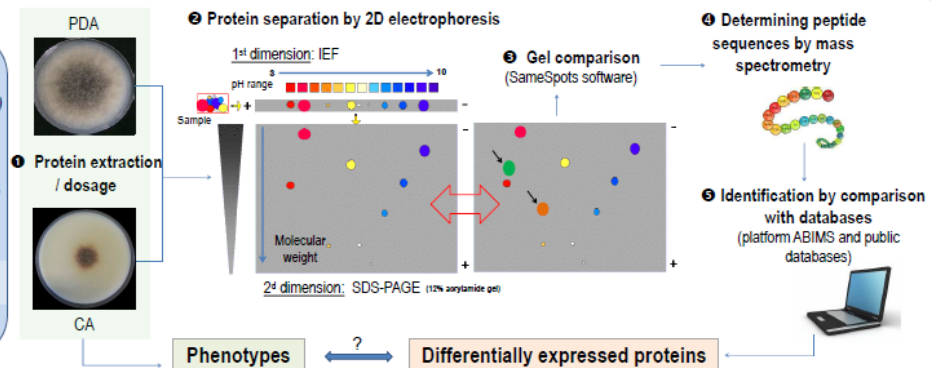 PDA
❶ Protein extraction
/ dosage
CA
❷ Protein separation by 2D electrophoresis
1st dimension: IEF
3
10
pH range
Sample
+
-
-
Molecular
weight
+
2d dimension: SDS-PAGE (12% acrylamide gel)
❸ Gel comparison
(SameSpots software)
-
+
❹ Determining peptide
sequences by mass
spectrometry
❺ Identification by comparison
with databases
(platform ABIMS and public
databases)
Phenotypes
?
Differentially expressed proteins